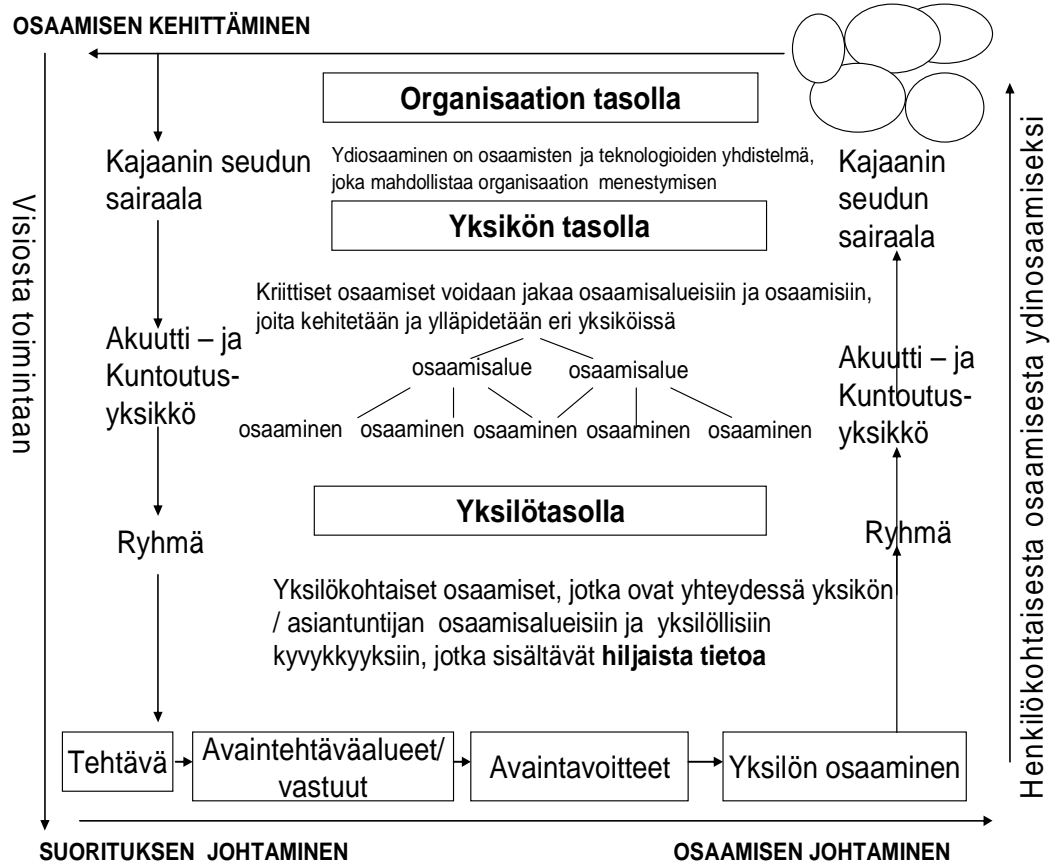 OSAAMISEN KEHITTÄMINEN
Organisaation tasolla
Kajaanin seudun
sairaala
Ydiosaaminen on osaamisten ja teknologioiden yhdistelmä,
joka mahdollistaa organisaation menestymisen
Kajaanin
seudun
sairaala
Yksikön tasolla
Visiosta toimintaan
Henkilökohtaisesta osaamisesta ydinosaamiseksi
Kriittiset osaamiset voidaan jakaa osaamisalueisiin ja osaamisiin,
joita kehitetään ja ylläpidetään eri yksiköissä
Akuutti – ja
Kuntoutus-
yksikkö
osaamisalue osaamisalue
Akuutti – ja
Kuntoutus-
yksikkö
osaaminen osaaminen osaaminen osaaminen osaaminen
Yksilötasolla
Ryhmä
Ryhmä
Yksilökohtaiset osaamiset, jotka ovat yhteydessä yksikön
/ asiantuntijan osaamisalueisiin ja yksilöllisiin
kyvykkyyksiin, jotka sisältävät hiljaista tietoa
Tehtävä
Avaintehtäväalueet/
vastuut
Avaintavoitteet
Yksilön osaaminen
SUORITUKSEN JOHTAMINEN
OSAAMISEN JOHTAMINEN